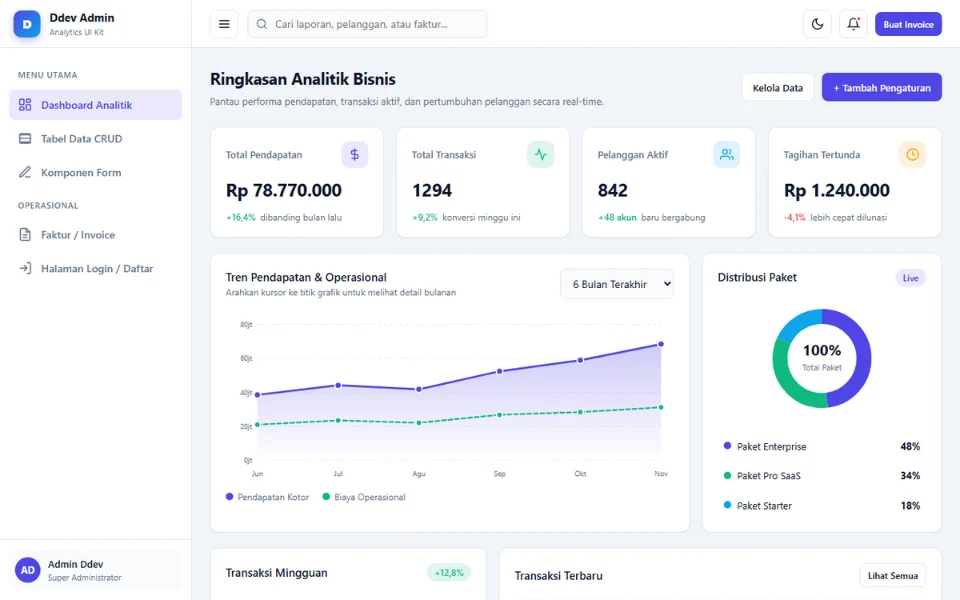 D
Ddev Admin
Analytics UI Kit
Cari laporan, pelanggan, atau faktur...
Buat Invoice
MENU UTAMA
Dashboard Analitik
Tabel Data CRUD
Komponen Form
OPERASIONAL
Faktur / Invoice
Halaman Login / Daftar
AD
Admin Ddev
Super Administrator
Ringkasan Analitik Bisnis
Pantau performa pendapatan, transaksi aktif, dan pertumbuhan pelanggan secara real-time.
Kelola Data
+ Tambah Pengaturan
Total Pendapatan
$
Rp 78.770.000
+16,4% dibanding bulan lalu
Total Transaksi
1294
+9,2% konversi minggu ini
Pelanggan Aktif
842
+48 akun baru bergabung
Tagihan Tertunda
Rp 1.240.000
-4,1% lebih cepat dilunasi
Tren Pendapatan & Operasional
Arahkan kursor ke titik grafik untuk melihat detail bulanan
6 Bulan Terakhir
80jt
60jt
40jt
20jt
0jt
Jun Jul Agu Sep Okt Nov
Pendapatan Kotor Biaya Operasional
Distribusi Paket
Live
100%
Total Paket
Paket Enterprise 48%
Paket Pro SaaS 34%
Paket Starter 18%
Transaksi Mingguan
+12,8%
Transaksi Terbaru
Lihat Semua